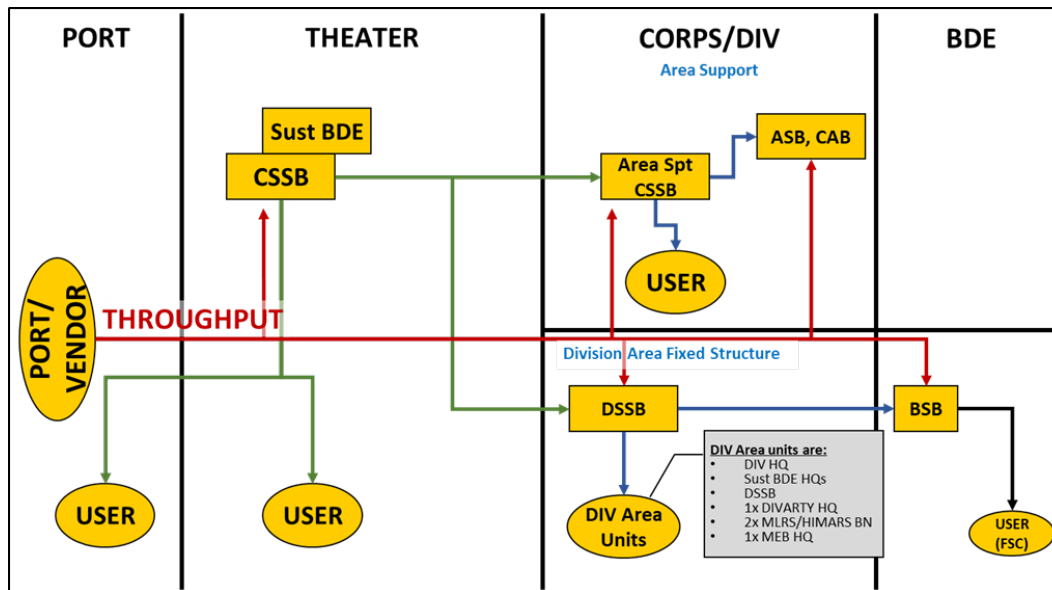 PORT
THEATER
CORPS/DIV
BDE
Area Support
Sust BDE
CSSB
Area Spt
CSSB
ASB, CAB
USER
PORT/
VENDOR
THROUGHPUT
Division Area Fixed Structure
DSSB
BSB
DIV Area units are:
• DIV HQ
• Sust BDE HQs
• DSSB
• 1x DIVARTY HQ
• 2x MLRS/HIMARS BN
• 1x MEB HQ
USER
USER
DIV Area
Units
USER
(FSC)